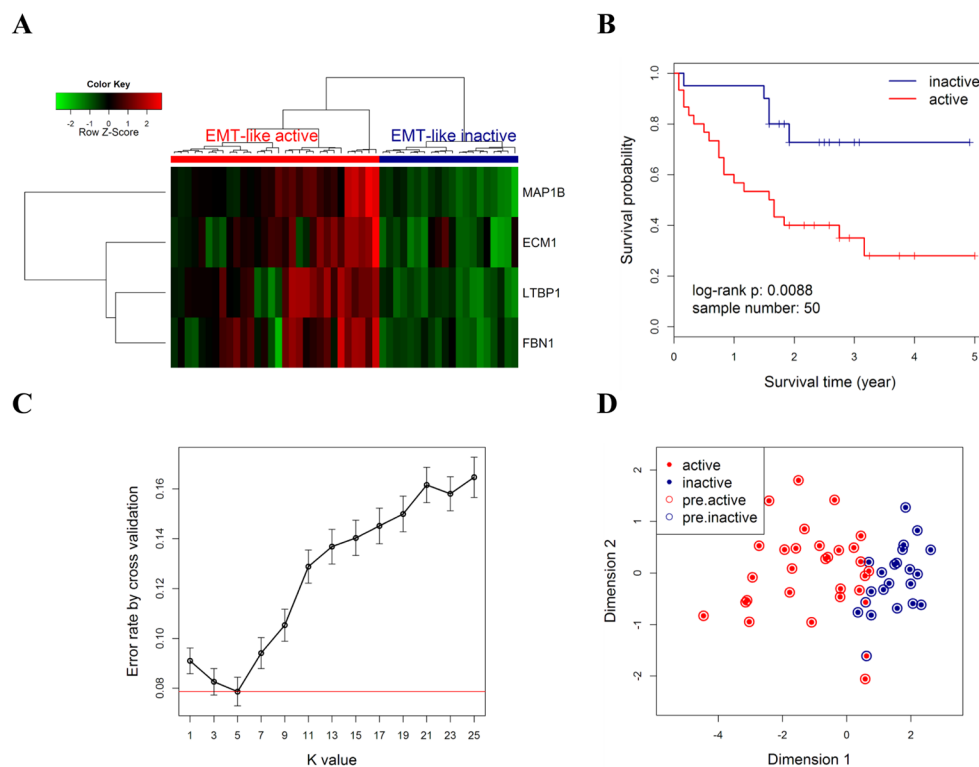 A
Color Key
-2 -1 0 1 2
Row Z-Score
EMT-like active
EMT-like inactive
MAP1B
ECM1
LTBP1
FBN1
B
Survival probability
0.0 0.2 0.4 0.6 0.8 1.0
inactive
active
log-rank p: 0.0088
sample number: 50
0 1 2 3 4 5
Survival time (year)
C
Error rate by cross validation
0.08 0.10 0.12 0.14 0.16
1 3 5 7 9 11 13 15 17 19 21 23 25
K value
D
active
inactive
pre.active
pre.inactive
Dimension 2
-2 -1 0 1 2
-4 -2 0 2
Dimension 1